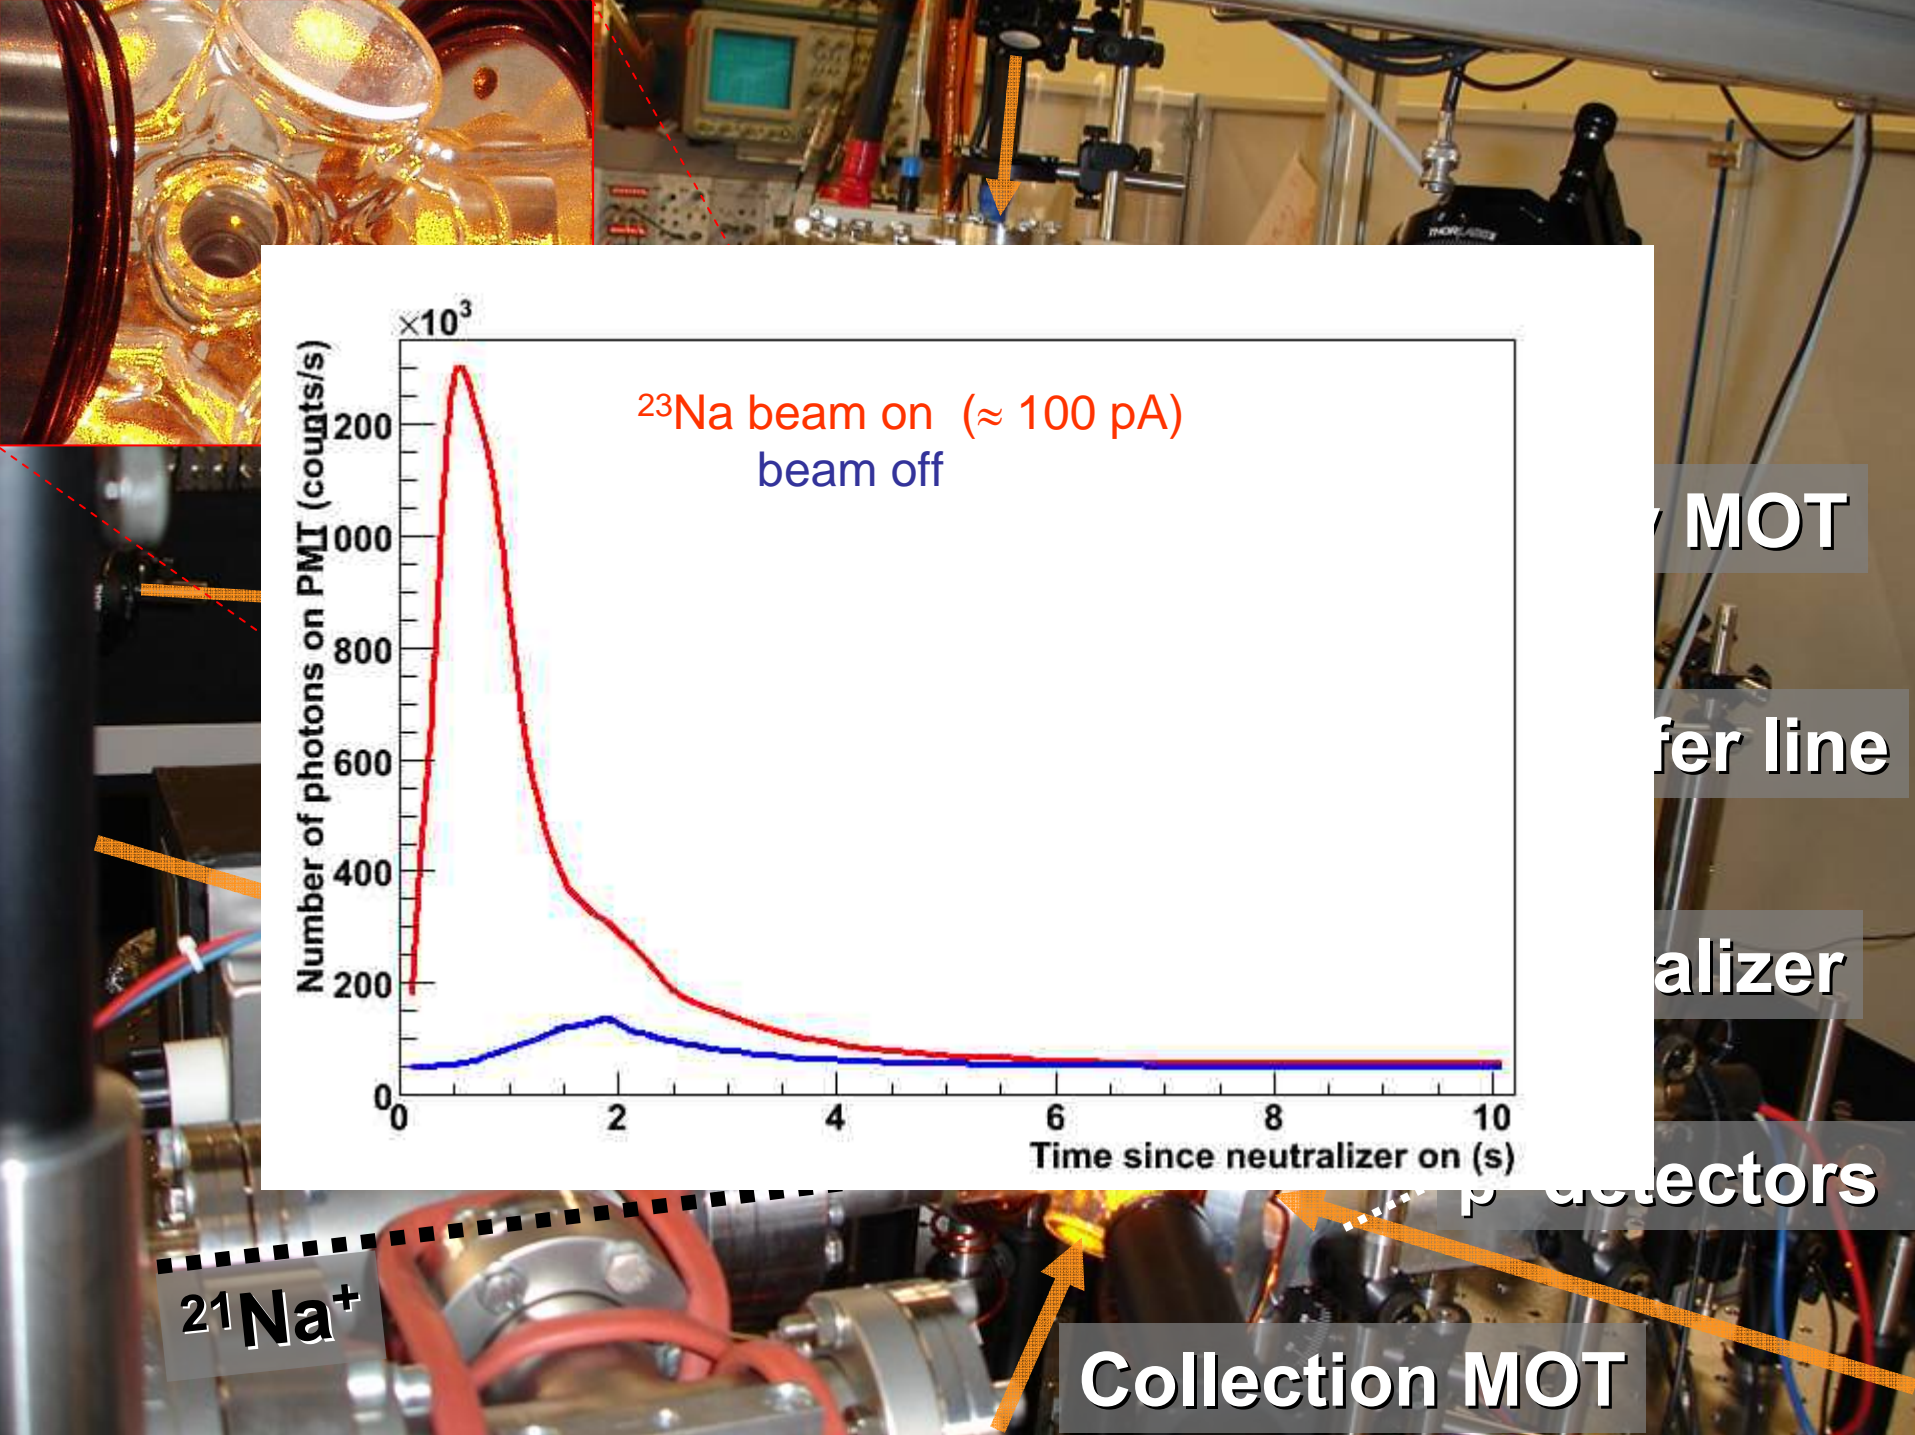 ×10³
Number of photons on PMT (counts/s)
1200
1000
800
600
400
200
0
²³Na beam on (≈ 100 pA)
beam off
0 2 4 6 8 10
Time since neutralizer on (s)
THORLABS
MOT
fer line
alizer
detectors
²¹Na⁺
Collection MOT